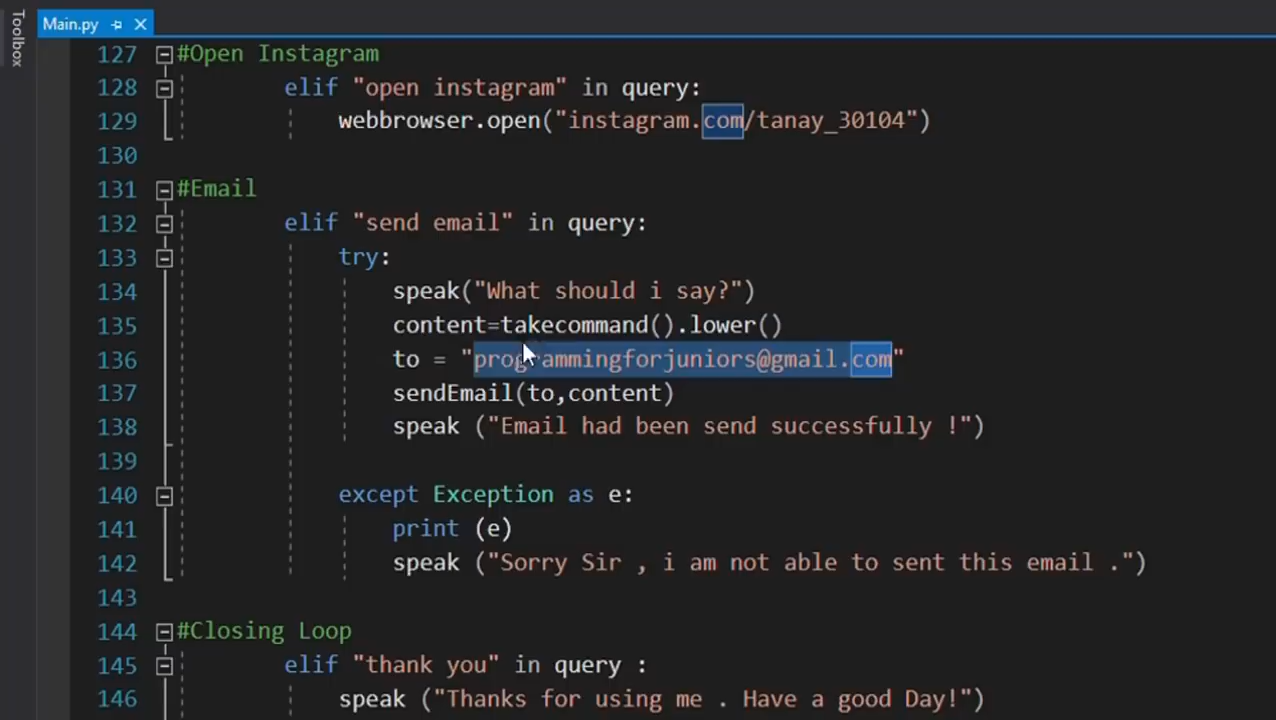 Toolbox
Main.py
127 #Open Instagram
128 elif "open instagram" in query:
129 webbrowser.open("instagram.com/tanay_30104")
130
131 #Email
132 elif "send email" in query:
133 try:
134 speak("What should i say?")
135 content=takecommand().lower()
136 to = "programmingforjuniors@gmail.com"
137 sendEmail(to,content)
138 speak ("Email had been send successfully !")
139
140 except Exception as e:
141 print (e)
142 speak ("Sorry Sir , i am not able to sent this email .")
143
144 #Closing Loop
145 elif "thank you" in query :
146 speak ("Thanks for using me . Have a good Day!")